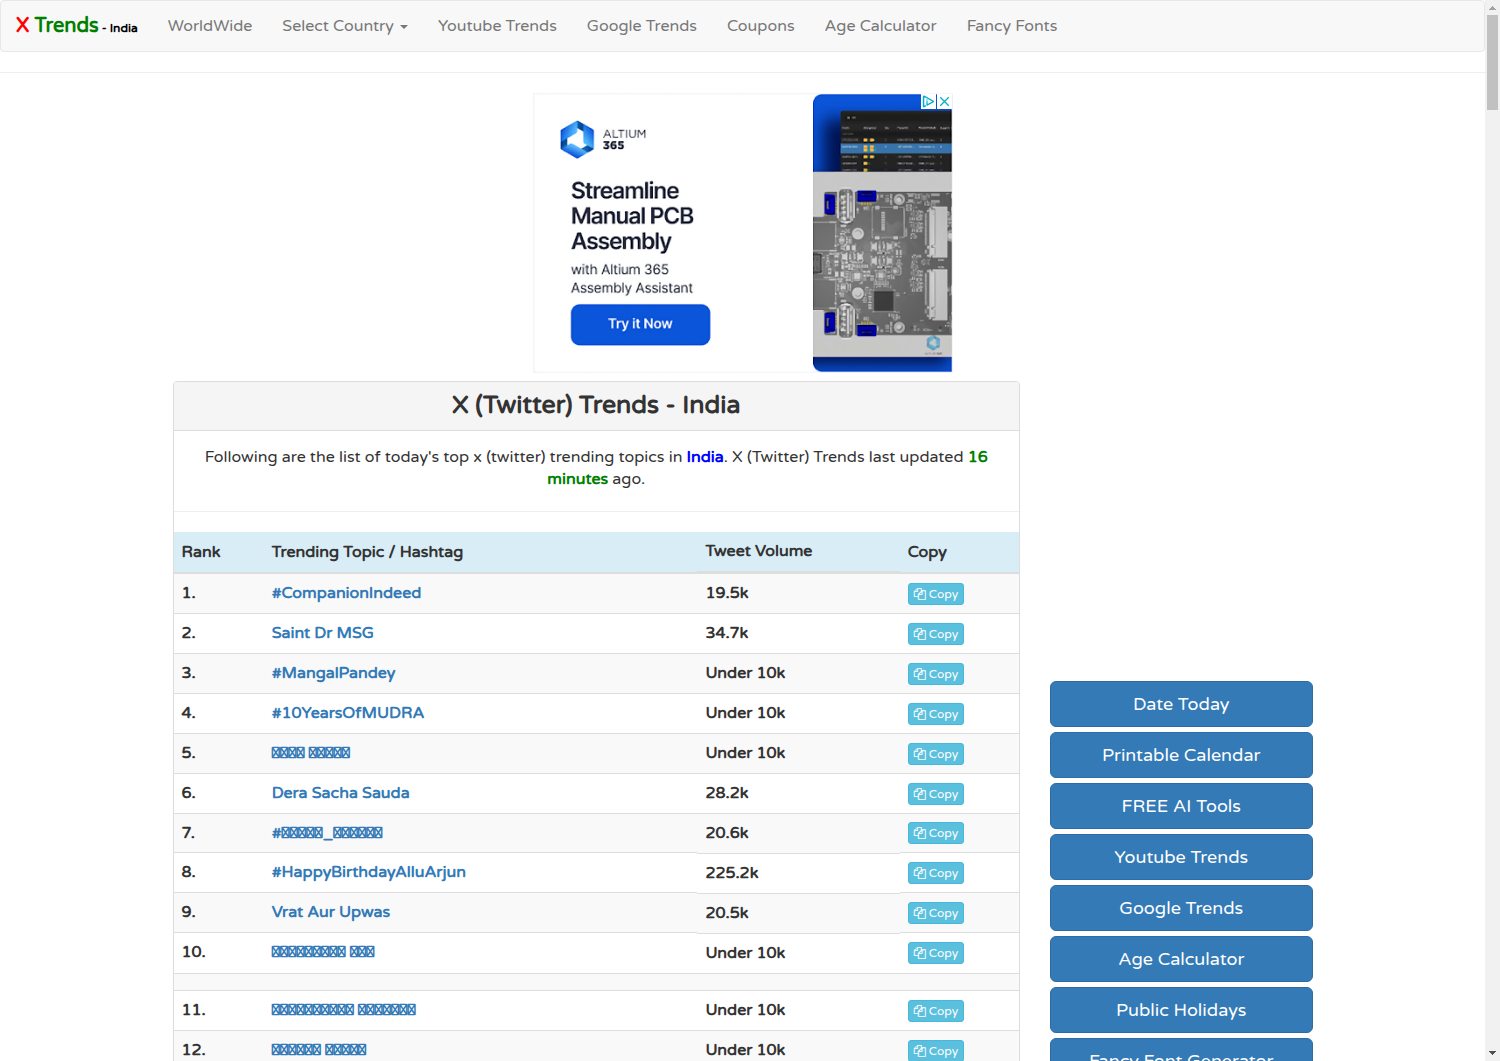 X Trends - India WorldWide Select Country Youtube Trends Google Trends Coupons Age Calculator Fancy Fonts
ALTIUM
365
Streamline
Manual PCB
Assembly
with Altium 365
Assembly Assistant
Try it Now
X (Twitter) Trends - India
Following are the list of today's top x (twitter) trending topics in India. X (Twitter) Trends last updated 16
minutes ago.
Rank Trending Topic / Hashtag Tweet Volume Copy
1. #CompanionIndeed 19.5k Copy
2. Saint Dr MSG 34.7k Copy
3. #MangalPandey Under 10k Copy
4. #10YearsOfMUDRA Under 10k Copy
5. Under 10k Copy
6. Dera Sacha Sauda 28.2k Copy
7. 20.6k Copy
8. #HappyBirthdayAlluArjun 225.2k Copy
9. Vrat Aur Upwas 20.5k Copy
10. Under 10k Copy
11. Under 10k Copy
12. Under 10k Copy
Date Today
Printable Calendar
FREE AI Tools
Youtube Trends
Google Trends
Age Calculator
Public Holidays
Fancy Font Generator